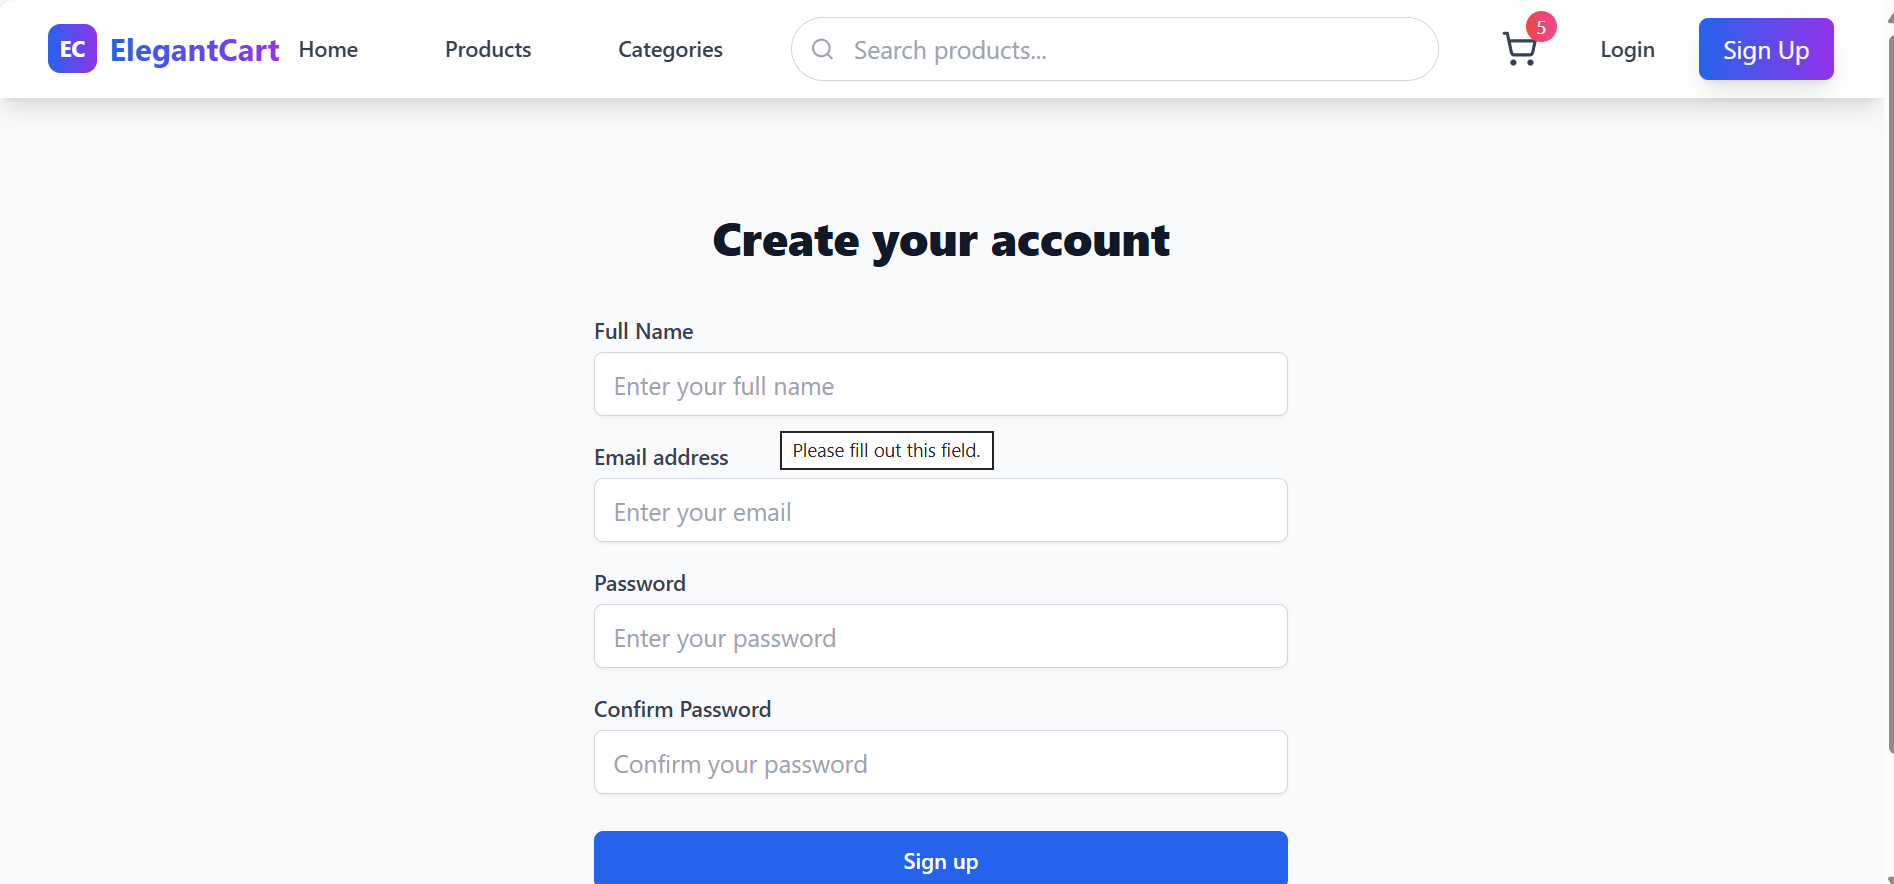 EC ElegantCart Home Products Categories Search products... 5 Login Sign Up
Create your account
Full Name
Enter your full name
Please fill out this field.
Email address
Enter your email
Password
Enter your password
Confirm Password
Confirm your password
Sign up